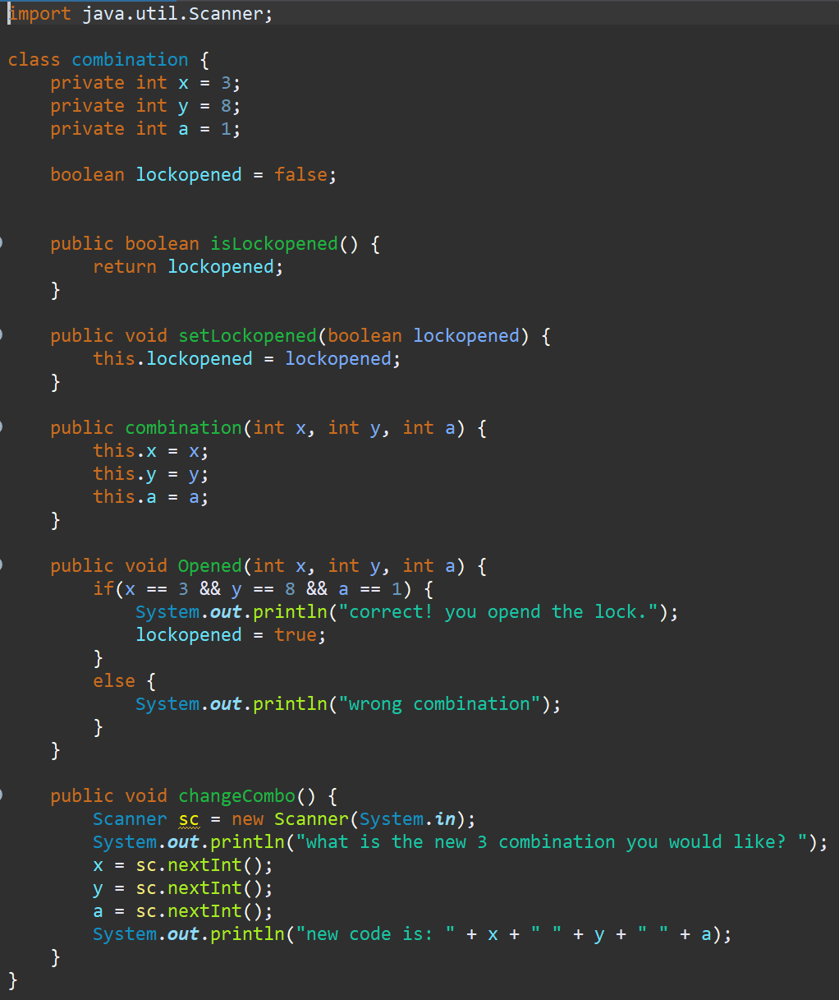 import java.util.Scanner;
class combination {
private int x = 3;
private int y = 8;
private int a = 1;
boolean lockopened = false;
public boolean isLockopened() {
return lockopened;
}
public void setLockopened(boolean lockopened) {
this.lockopened = lockopened;
}
public combination(int x, int y, int a) {
this.x = x;
this.y = y;
this.a = a;
}
public void Opened(int x, int y, int a) {
if(x == 3 && y == 8 && a == 1) {
System.out.println("correct! you opend the lock.");
lockopened = true;
}
else {
System.out.println("wrong combination");
}
}
public void changeCombo() {
Scanner sc = new Scanner(System.in);
System.out.println("what is the new 3 combination you would like? ");
x = sc.nextInt();
y = sc.nextInt();
a = sc.nextInt();
System.out.println("new code is: " + x + " " + y + " " + a);
}
}